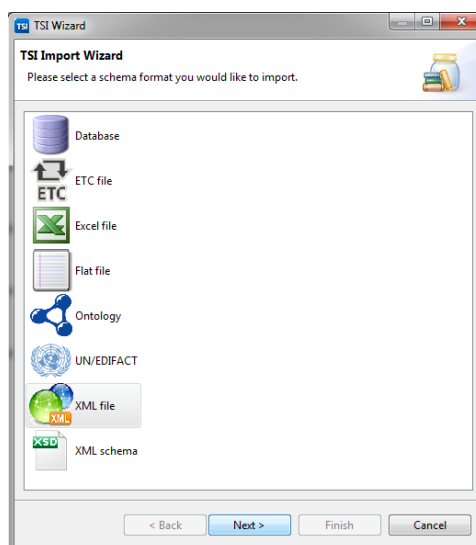 TSI TSI Wizard
TSI Import Wizard
Please select a schema format you would like to import.
Database
ETC
ETC file
Excel file
Flat file
Ontology
UN/EDIFACT
XML
XML file
XSD
XML schema
< Back Next > Finish Cancel